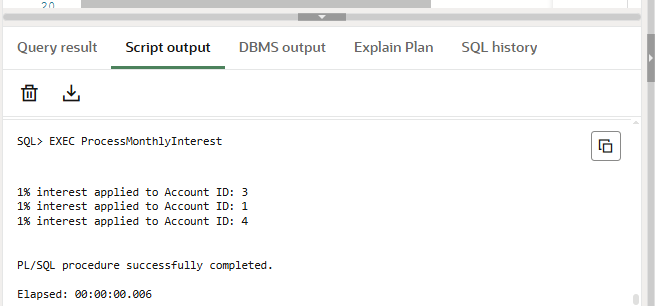 20
Query result Script output DBMS output Explain Plan SQL history
SQL> EXEC ProcessMonthlyInterest
1% interest applied to Account ID: 3
1% interest applied to Account ID: 1
1% interest applied to Account ID: 4
PL/SQL procedure successfully completed.
Elapsed: 00:00:00.006